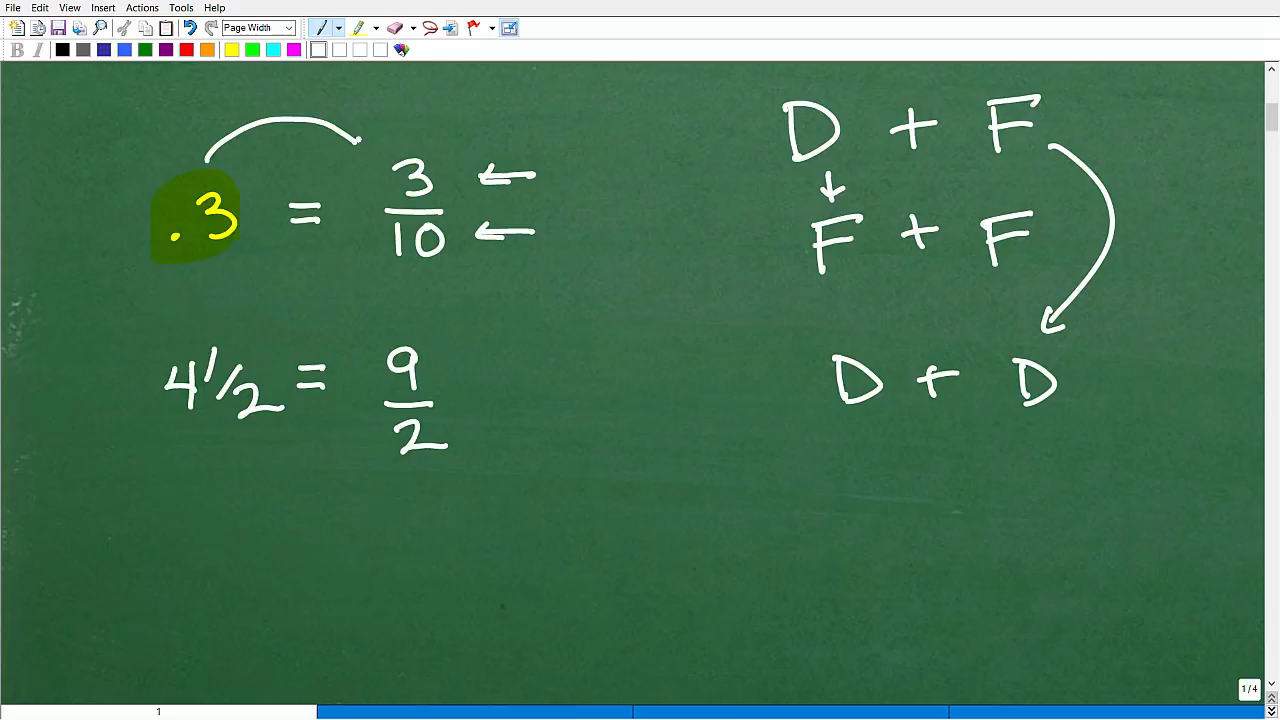 File Edit View Insert Actions Tools Help
Page Width
B I
.3 = 3/10
4 1/2 = 9/2
D + F
F + F
D + D
1/4
1